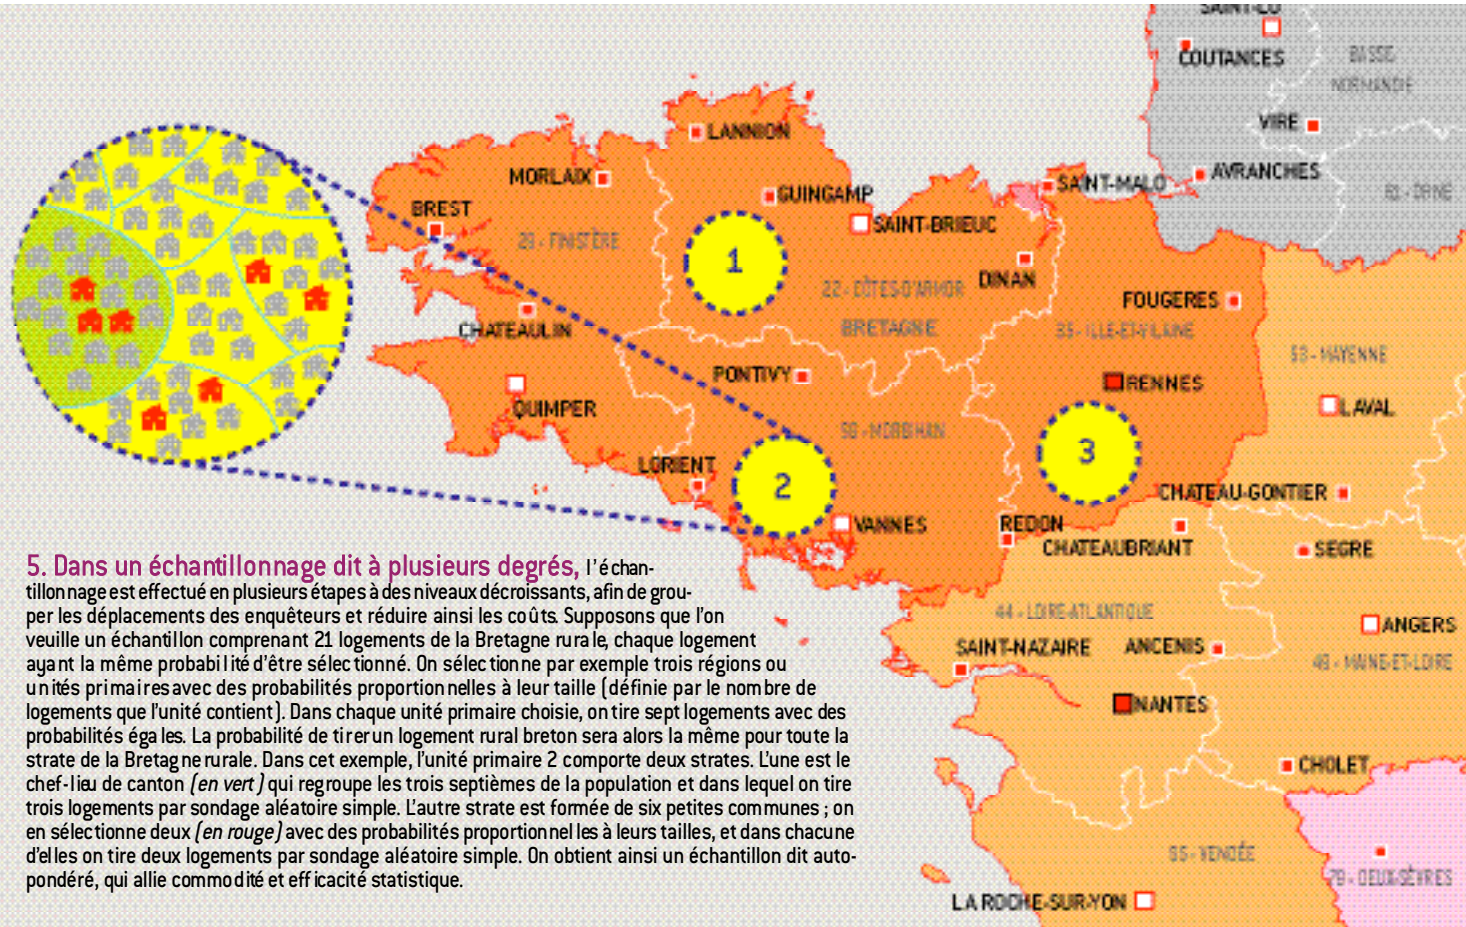 SAINT-LO
COUTANCES
BASSE
NORMANDIE
VIRE
LANNION
MORLAIX
AVRANCHES
SAINT-MALO
61 - ORNE
GUINGAMP
BREST
SAINT-BRIEUC
29 - FINISTÈRE
1
DINAN
22 - CÔTES-D'ARMOR
FOUGERES
CHATEAULIN
BRETAGNE
35 - ILLE-ET-VILAINE
53 - MAYENNE
PONTIVY
RENNES
QUIMPER
LAVAL
56 - MORBIHAN
3
LORIENT
2
CHATEAU-GONTIER
VANNES
REDON
CHATEAUBRIANT
SEGRE
5. Dans un échantillonnage dit à plusieurs degrés, l'échan-
tillonnage est effectué en plusieurs étapes à des niveaux décroissants, afin de grou-
per les déplacements des enquêteurs et réduire ainsi les coûts. Supposons que l'on
veuille un échantillon comprenant 21 logements de la Bretagne rurale, chaque logement
ayant la même probabilité d'être sélectionné. On sélectionne par exemple trois régions ou
unités primaires avec des probabilités proportionnelles à leur taille (définie par le nombre de
logements que l'unité contient). Dans chaque unité primaire choisie, on tire sept logements avec des
probabilités égales. La probabilité de tirer un logement rural breton sera alors la même pour toute la
strate de la Bretagne rurale. Dans cet exemple, l'unité primaire 2 comporte deux strates. L'une est le
chef-lieu de canton (en vert) qui regroupe les trois septièmes de la population et dans lequel on tire
trois logements par sondage aléatoire simple. L'autre strate est formée de six petites communes ; on
en sélectionne deux (en rouge) avec des probabilités proportionnelles à leurs tailles, et dans chacune
d'elles on tire deux logements par sondage aléatoire simple. On obtient ainsi un échantillon dit auto-
pondéré, qui allie commodité et efficacité statistique.
44 - LOIRE-ATLANTIQUE
ANGERS
SAINT-NAZAIRE
ANCENIS
49 - MAINE-ET-LOIRE
NANTES
CHOLET
85 - VENDÉE
79 - DEUX-SÈVRES
LA ROCHE-SUR-YON